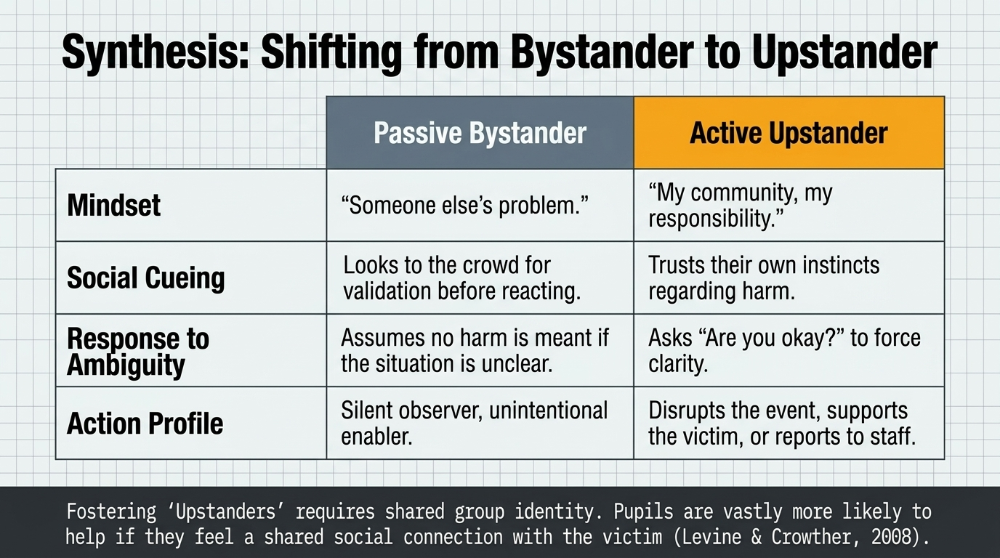 Synthesis: Shifting from Bystander to Upstander
Passive Bystander
Active Upstander
Mindset
“Someone else’s problem.”
“My community, my
responsibility.”
Social Cueing
Looks to the crowd for
validation before reacting.
Trusts their own instincts
regarding harm.
Response to
Ambiguity
Assumes no harm is meant if
the situation is unclear.
Asks “Are you okay?” to force
clarity.
Action Profile
Silent observer, unintentional
enabler.
Disrupts the event, supports
the victim, or reports to staff.
Fostering ‘Upstanders’ requires shared group identity. Pupils are vastly more likely to
help if they feel a shared social connection with the victim (Levine & Crowther, 2008).